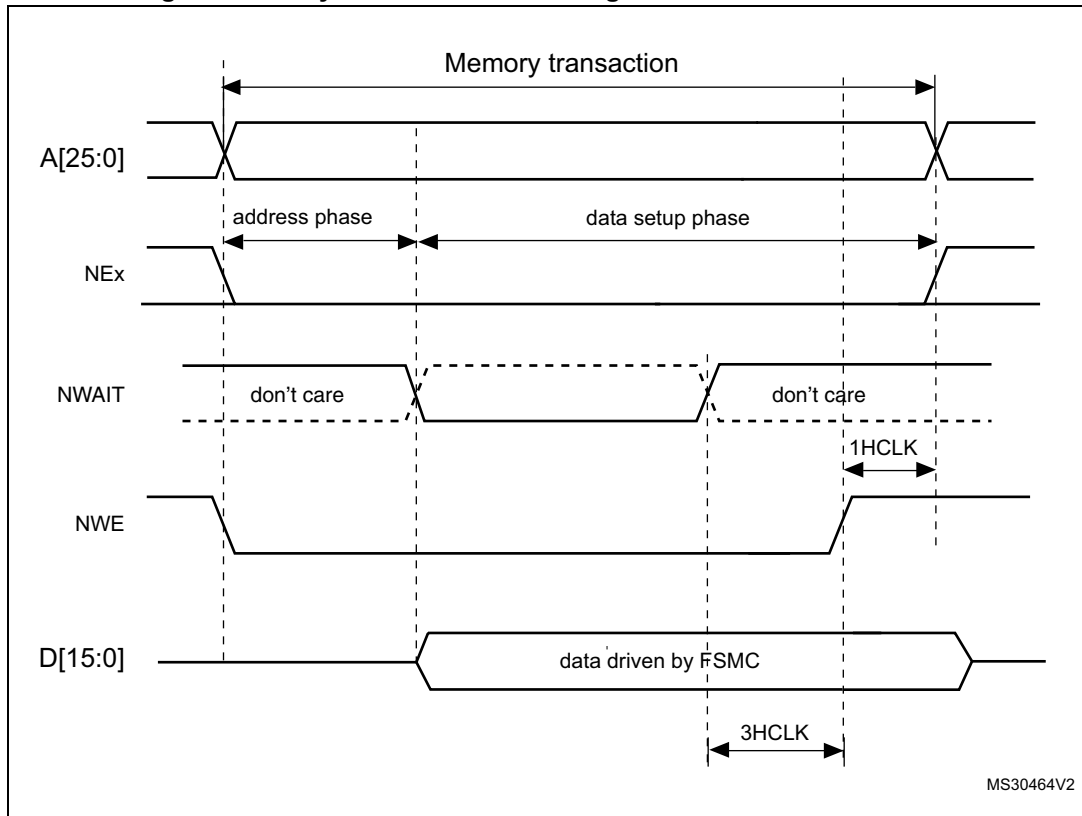 Memory transaction
A[25:0]
address phase
data setup phase
NEx
NWAIT
don't care
don't care
1HCLK
NWE
D[15:0]
data driven by FSMC
3HCLK
MS30464V2